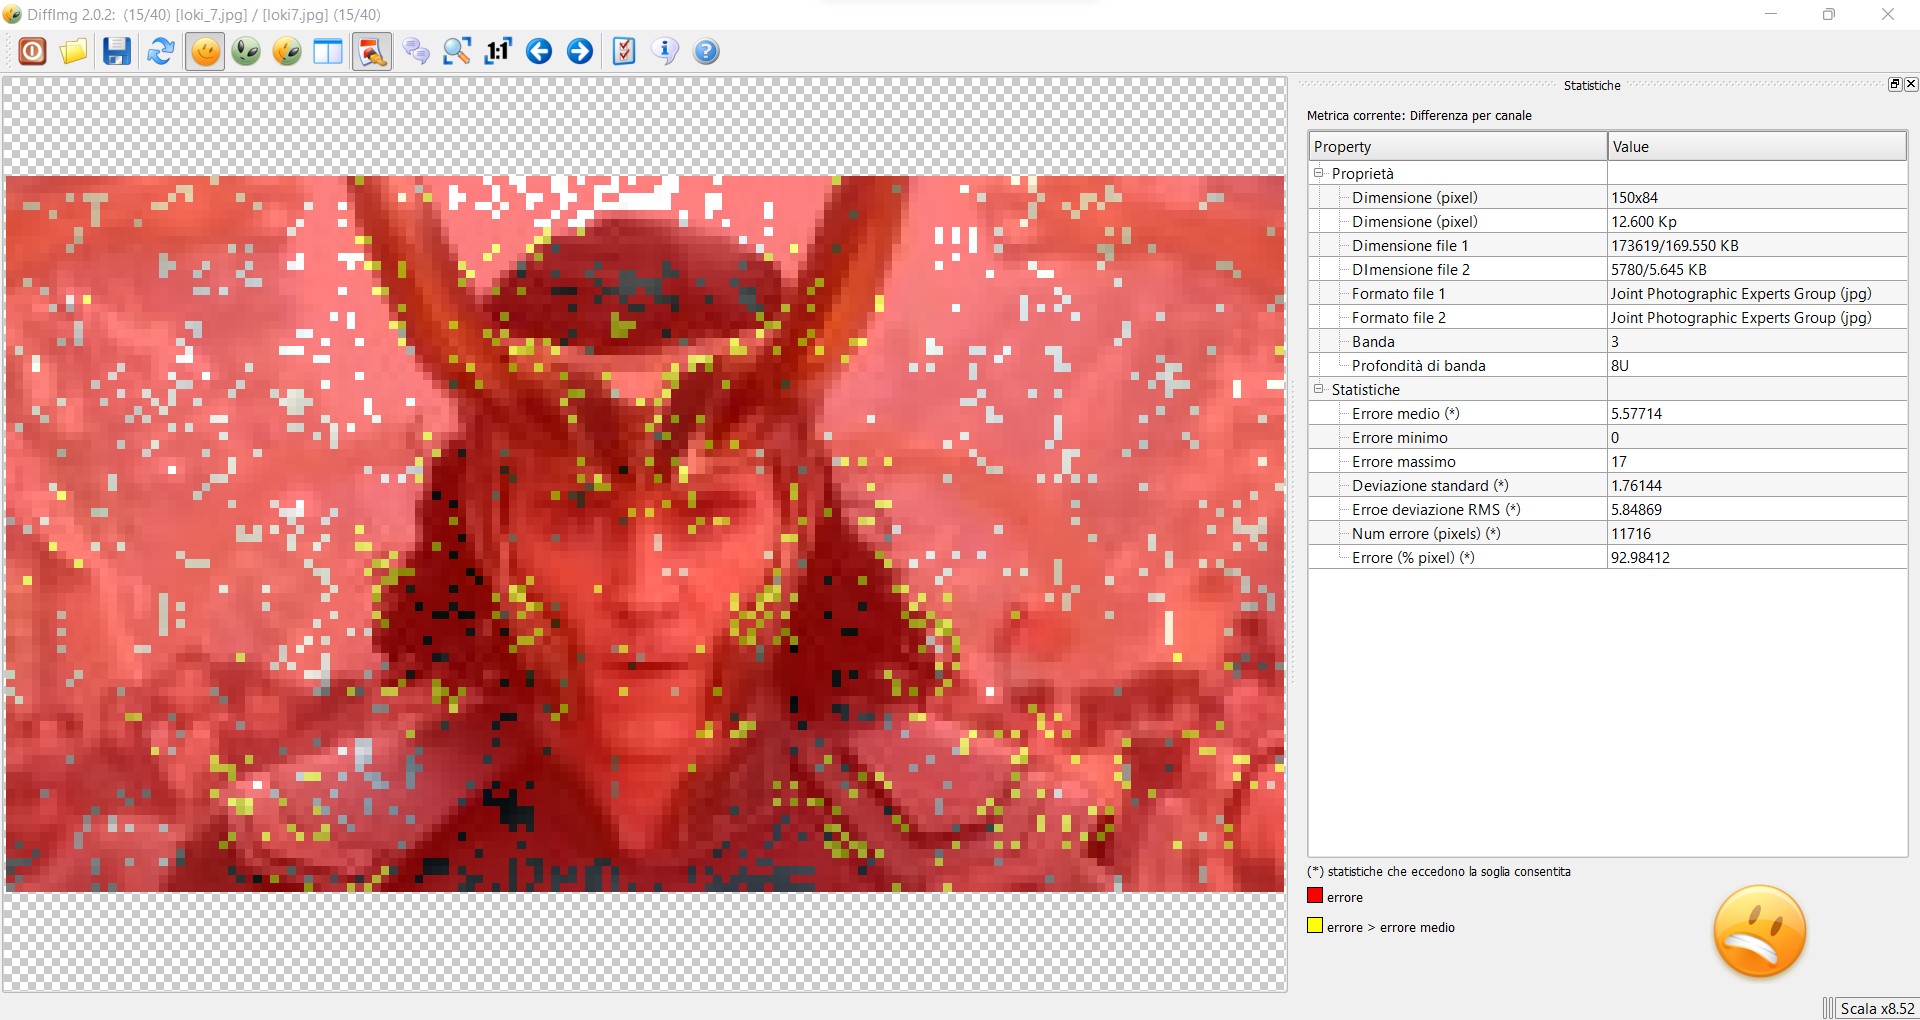 DiffImg 2.0.2: (15/40) [loki_7.jpg] / [loki7.jpg] (15/40)
1:1
Statistiche
Metrica corrente: Differenza per canale
Property Value
Proprietà
Dimensione (pixel) 150x84
Dimensione (pixel) 12.600 Kp
Dimensione file 1 173619/169.550 KB
DImensione file 2 5780/5.645 KB
Formato file 1 Joint Photographic Experts Group (jpg)
Formato file 2 Joint Photographic Experts Group (jpg)
Banda 3
Profondità di banda 8U
Statistiche
Errore medio (*) 5.57714
Errore minimo 0
Errore massimo 17
Deviazione standard (*) 1.76144
Erroe deviazione RMS (*) 5.84869
Num errore (pixels) (*) 11716
Errore (% pixel) (*) 92.98412
(*) statistiche che eccedono la soglia consentita
errore
errore > errore medio
Scala x8.52